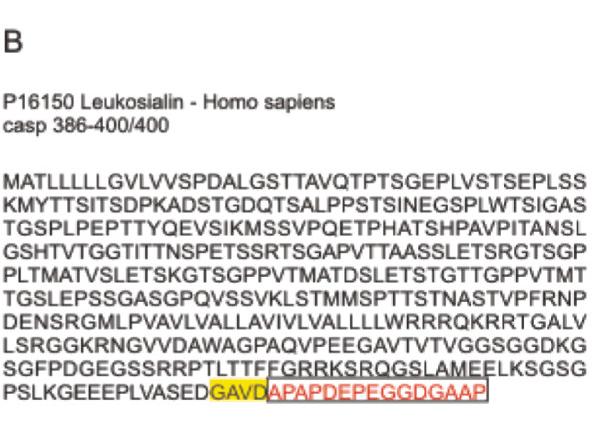 B
P16150 Leukosialin - Homo sapiens
casp 386-400/400
MATLLLLLGVLVVSPDALGSTTAVQTPTSGEPLVSTSEPLSS
KMYTTSITSDPKADSTGDQTSALPPSTSINEGSPLWTSIGAS
TGSPLPEPTTYQEVSIKMSSVPQETPHATSHPAVPITANSL
GSHTVTGGTITTNSPETSSRTSGAPVTTAASSLETSRGTSGP
PLTMATVSLETSKGTSGPPVTMATDSLETSTGTTGPPVTMT
TGSLEPSSGASGPQVSSVKLSTMMSPTTSTNASTVPFRNP
DENSRGMLPVAVLVALLAVIVLVALLLLWRRRQKRRTGALV
LSRGGKRNGVVDAWAGPAQVPEEGAVTVTVGGSGGDKG
SGFPDGEGSSRRPTLTTFFGRRKSRQGSLAMEELKSGSG
PSLKGEEEPLVASEDGAVDAPAPDEPEGGDGAAP